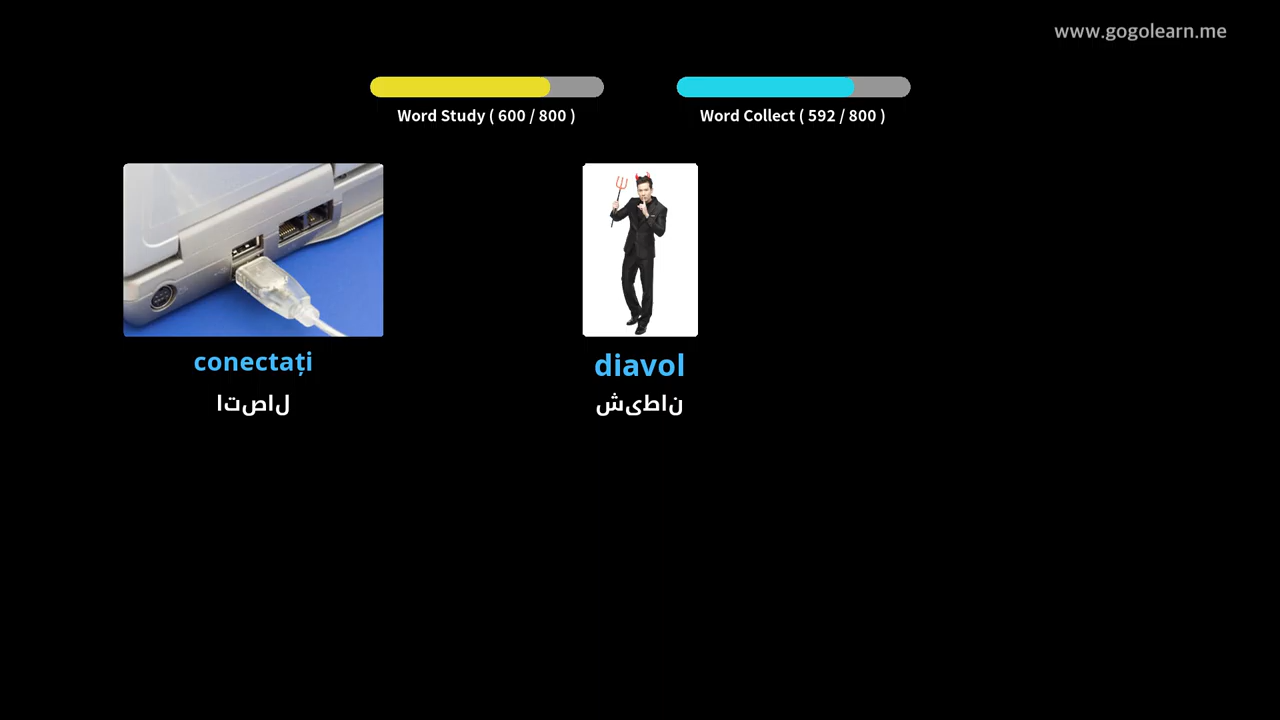 www.gogolearn.me
Word Study ( 600 / 800 )
Word Collect ( 592 / 800 )
conectați
اتصال
diavol
شیطان